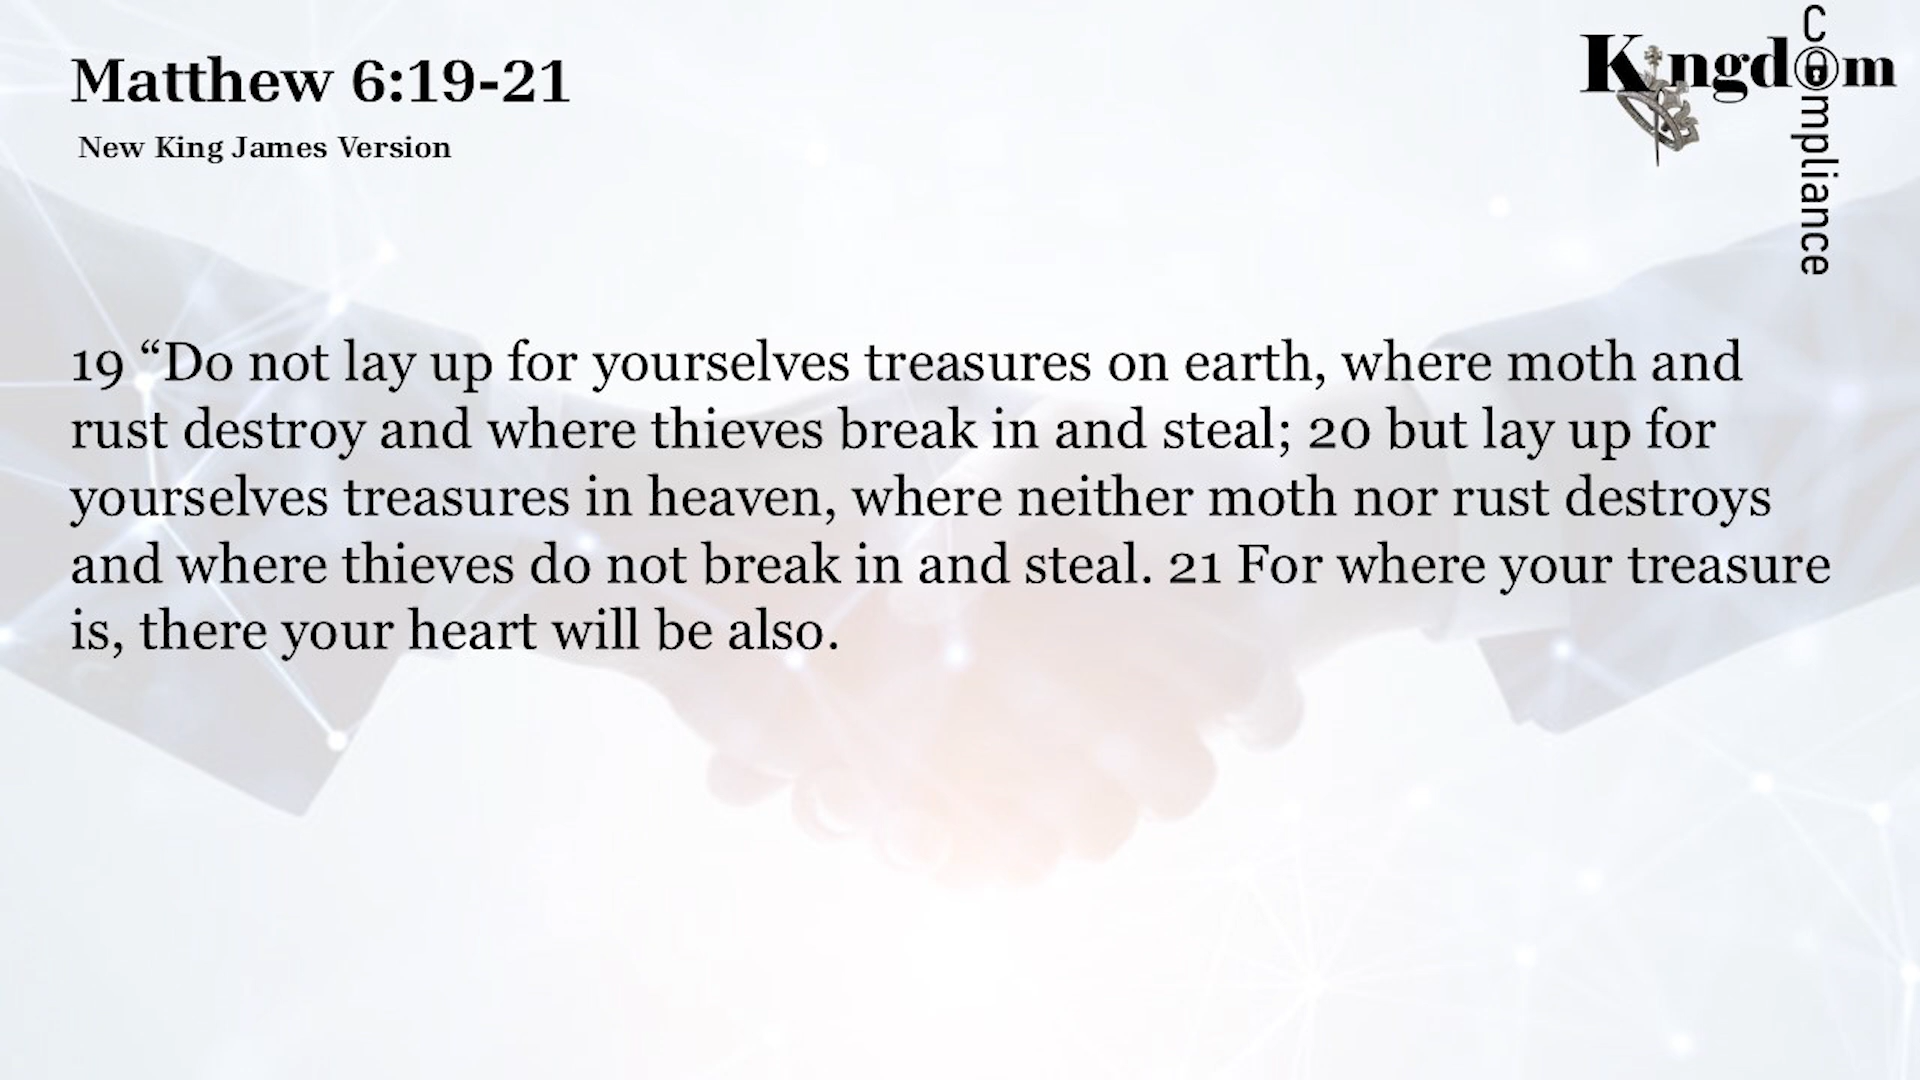 Matthew 6:19-21
New King James Version
Kingdom
Compliance
19 “Do not lay up for yourselves treasures on earth, where moth and
rust destroy and where thieves break in and steal; 20 but lay up for
yourselves treasures in heaven, where neither moth nor rust destroys
and where thieves do not break in and steal. 21 For where your treasure
is, there your heart will be also.